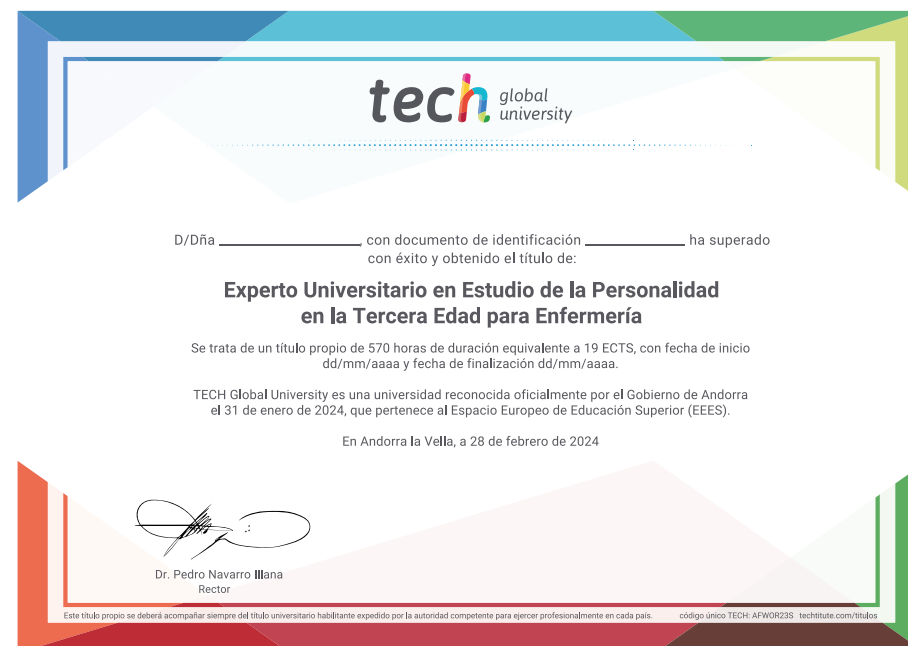 tech global
university
D/Dña ____________________, con documento de identificación ______________ ha superado
con éxito y obtenido el título de:
Experto Universitario en Estudio de la Personalidad
en la Tercera Edad para Enfermería
Se trata de un título propio de 570 horas de duración equivalente a 19 ECTS, con fecha de inicio
dd/mm/aaaa y fecha de finalización dd/mm/aaaa.
TECH Global University es una universidad reconocida oficialmente por el Gobierno de Andorra
el 31 de enero de 2024, que pertenece al Espacio Europeo de Educación Superior (EEES).
En Andorra la Vella, a 28 de febrero de 2024
Dr. Pedro Navarro Illana
Rector
Este título propio se deberá acompañar siempre del título universitario habilitante expedido por la autoridad competente para ejercer profesionalmente en cada país. código único TECH: AFWOR23S techtitute.com/titulos